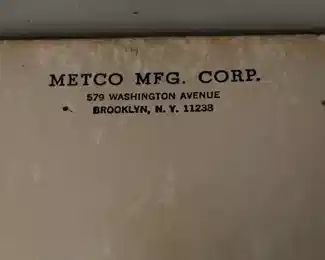 METCO MFG. CORP.
579 WASHINGTON AVENUE
BROOKLYN, N. Y. 11238